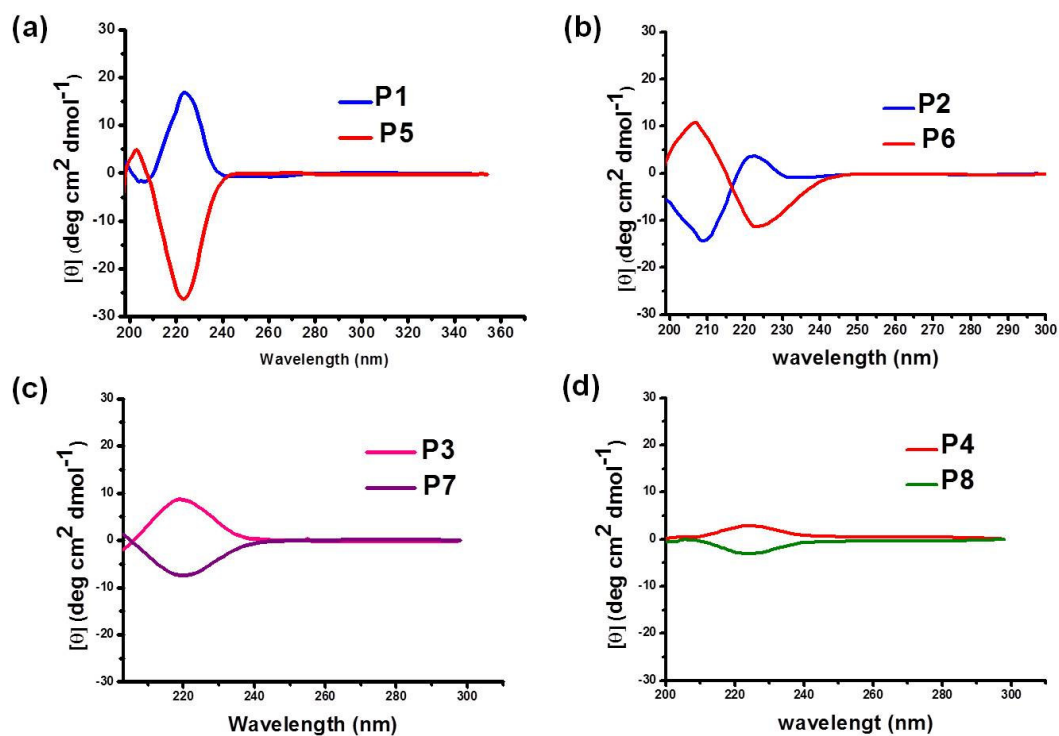 (a)
[θ] (deg cm2 dmol-1)
30
20
10
0
-10
-20
-30
P1
P5
200 220 240 260 280 300 320 340 360
Wavelength (nm)
(b)
[θ] (deg cm2 dmol-1)
30
20
10
0
-10
-20
-30
P2
P6
200 210 220 230 240 250 260 270 280 290 300
wavelength (nm)
(c)
[θ] (deg cm2 dmol-1)
30
20
10
0
-10
-20
-30
P3
P7
220 240 260 280 300
Wavelength (nm)
(d)
[θ] (deg cm2 dmol-1)
30
20
10
0
-10
-20
-30
P4
P8
200 220 240 260 280 300
wavelengt (nm)